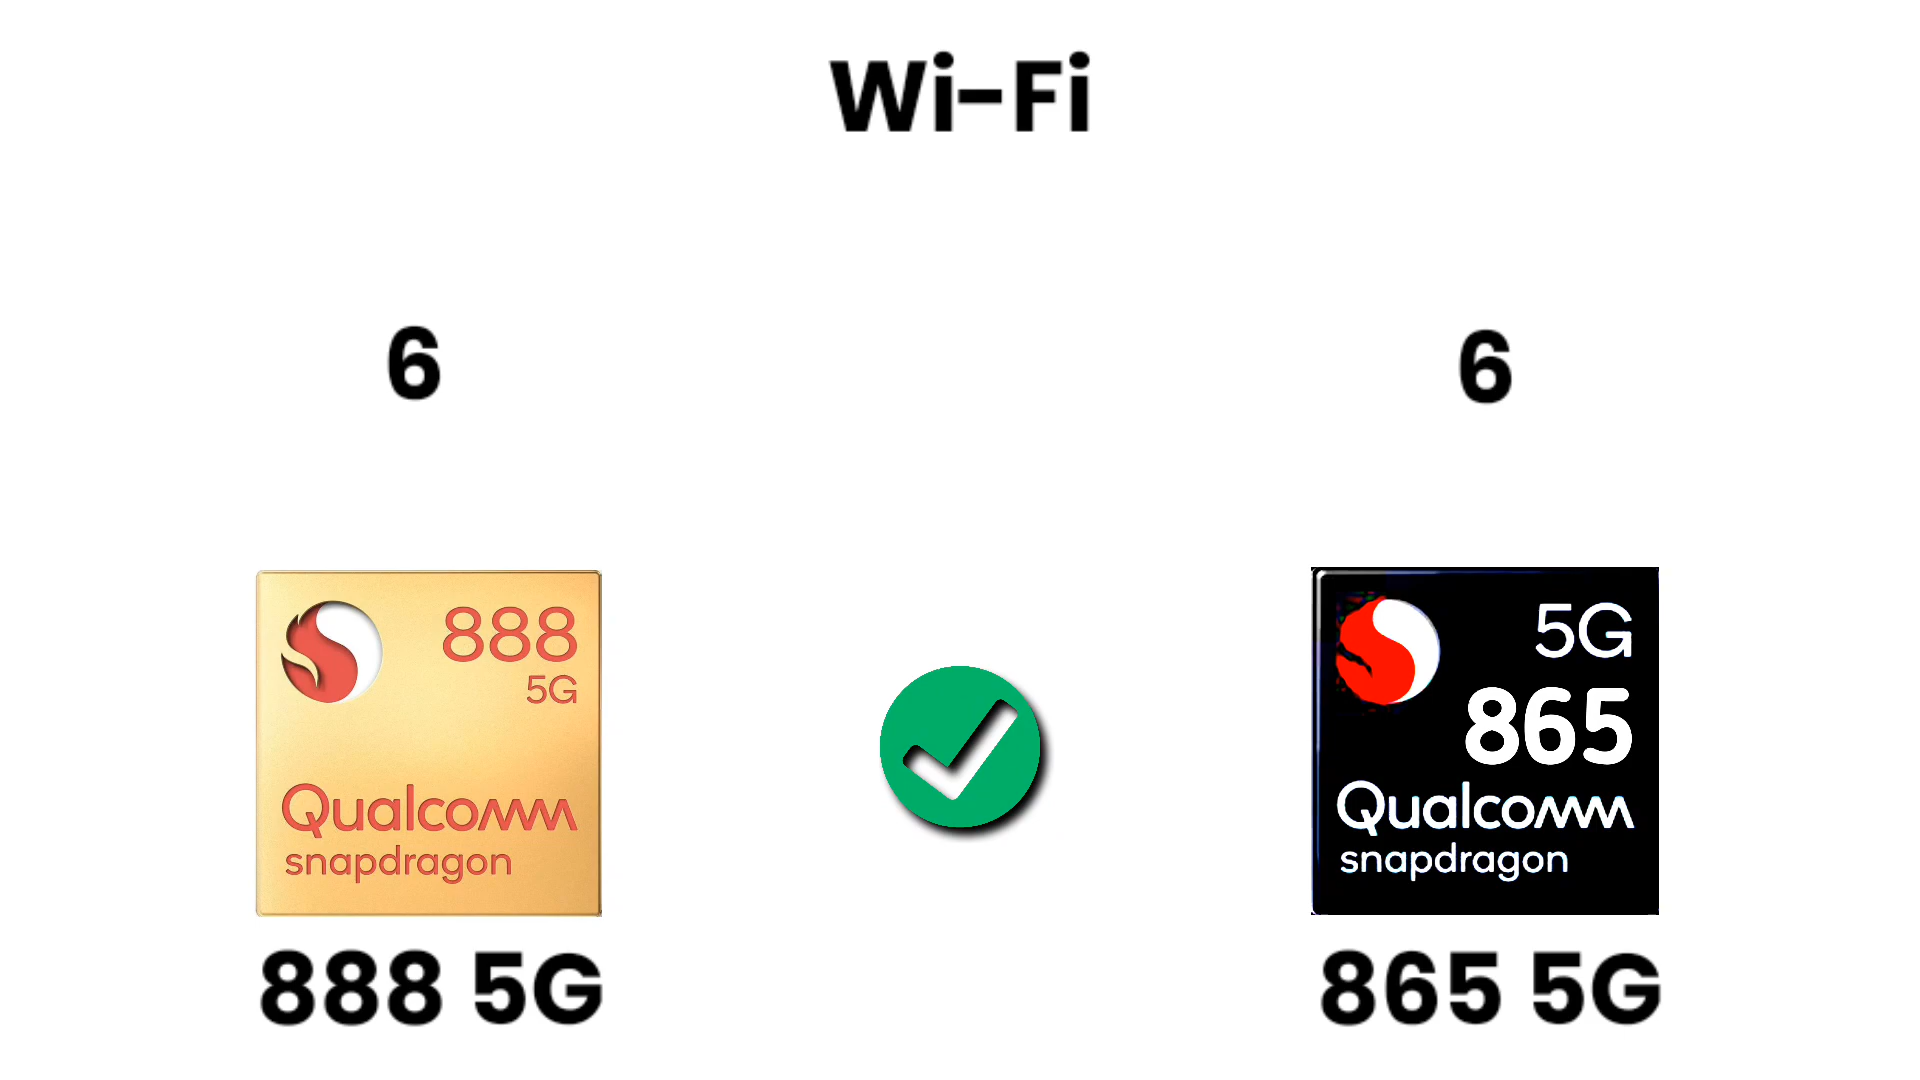 Wi-Fi
6
6
888
5G
Qualcomm
snapdragon
5G
865
Qualcomm
snapdragon
888 5G
865 5G